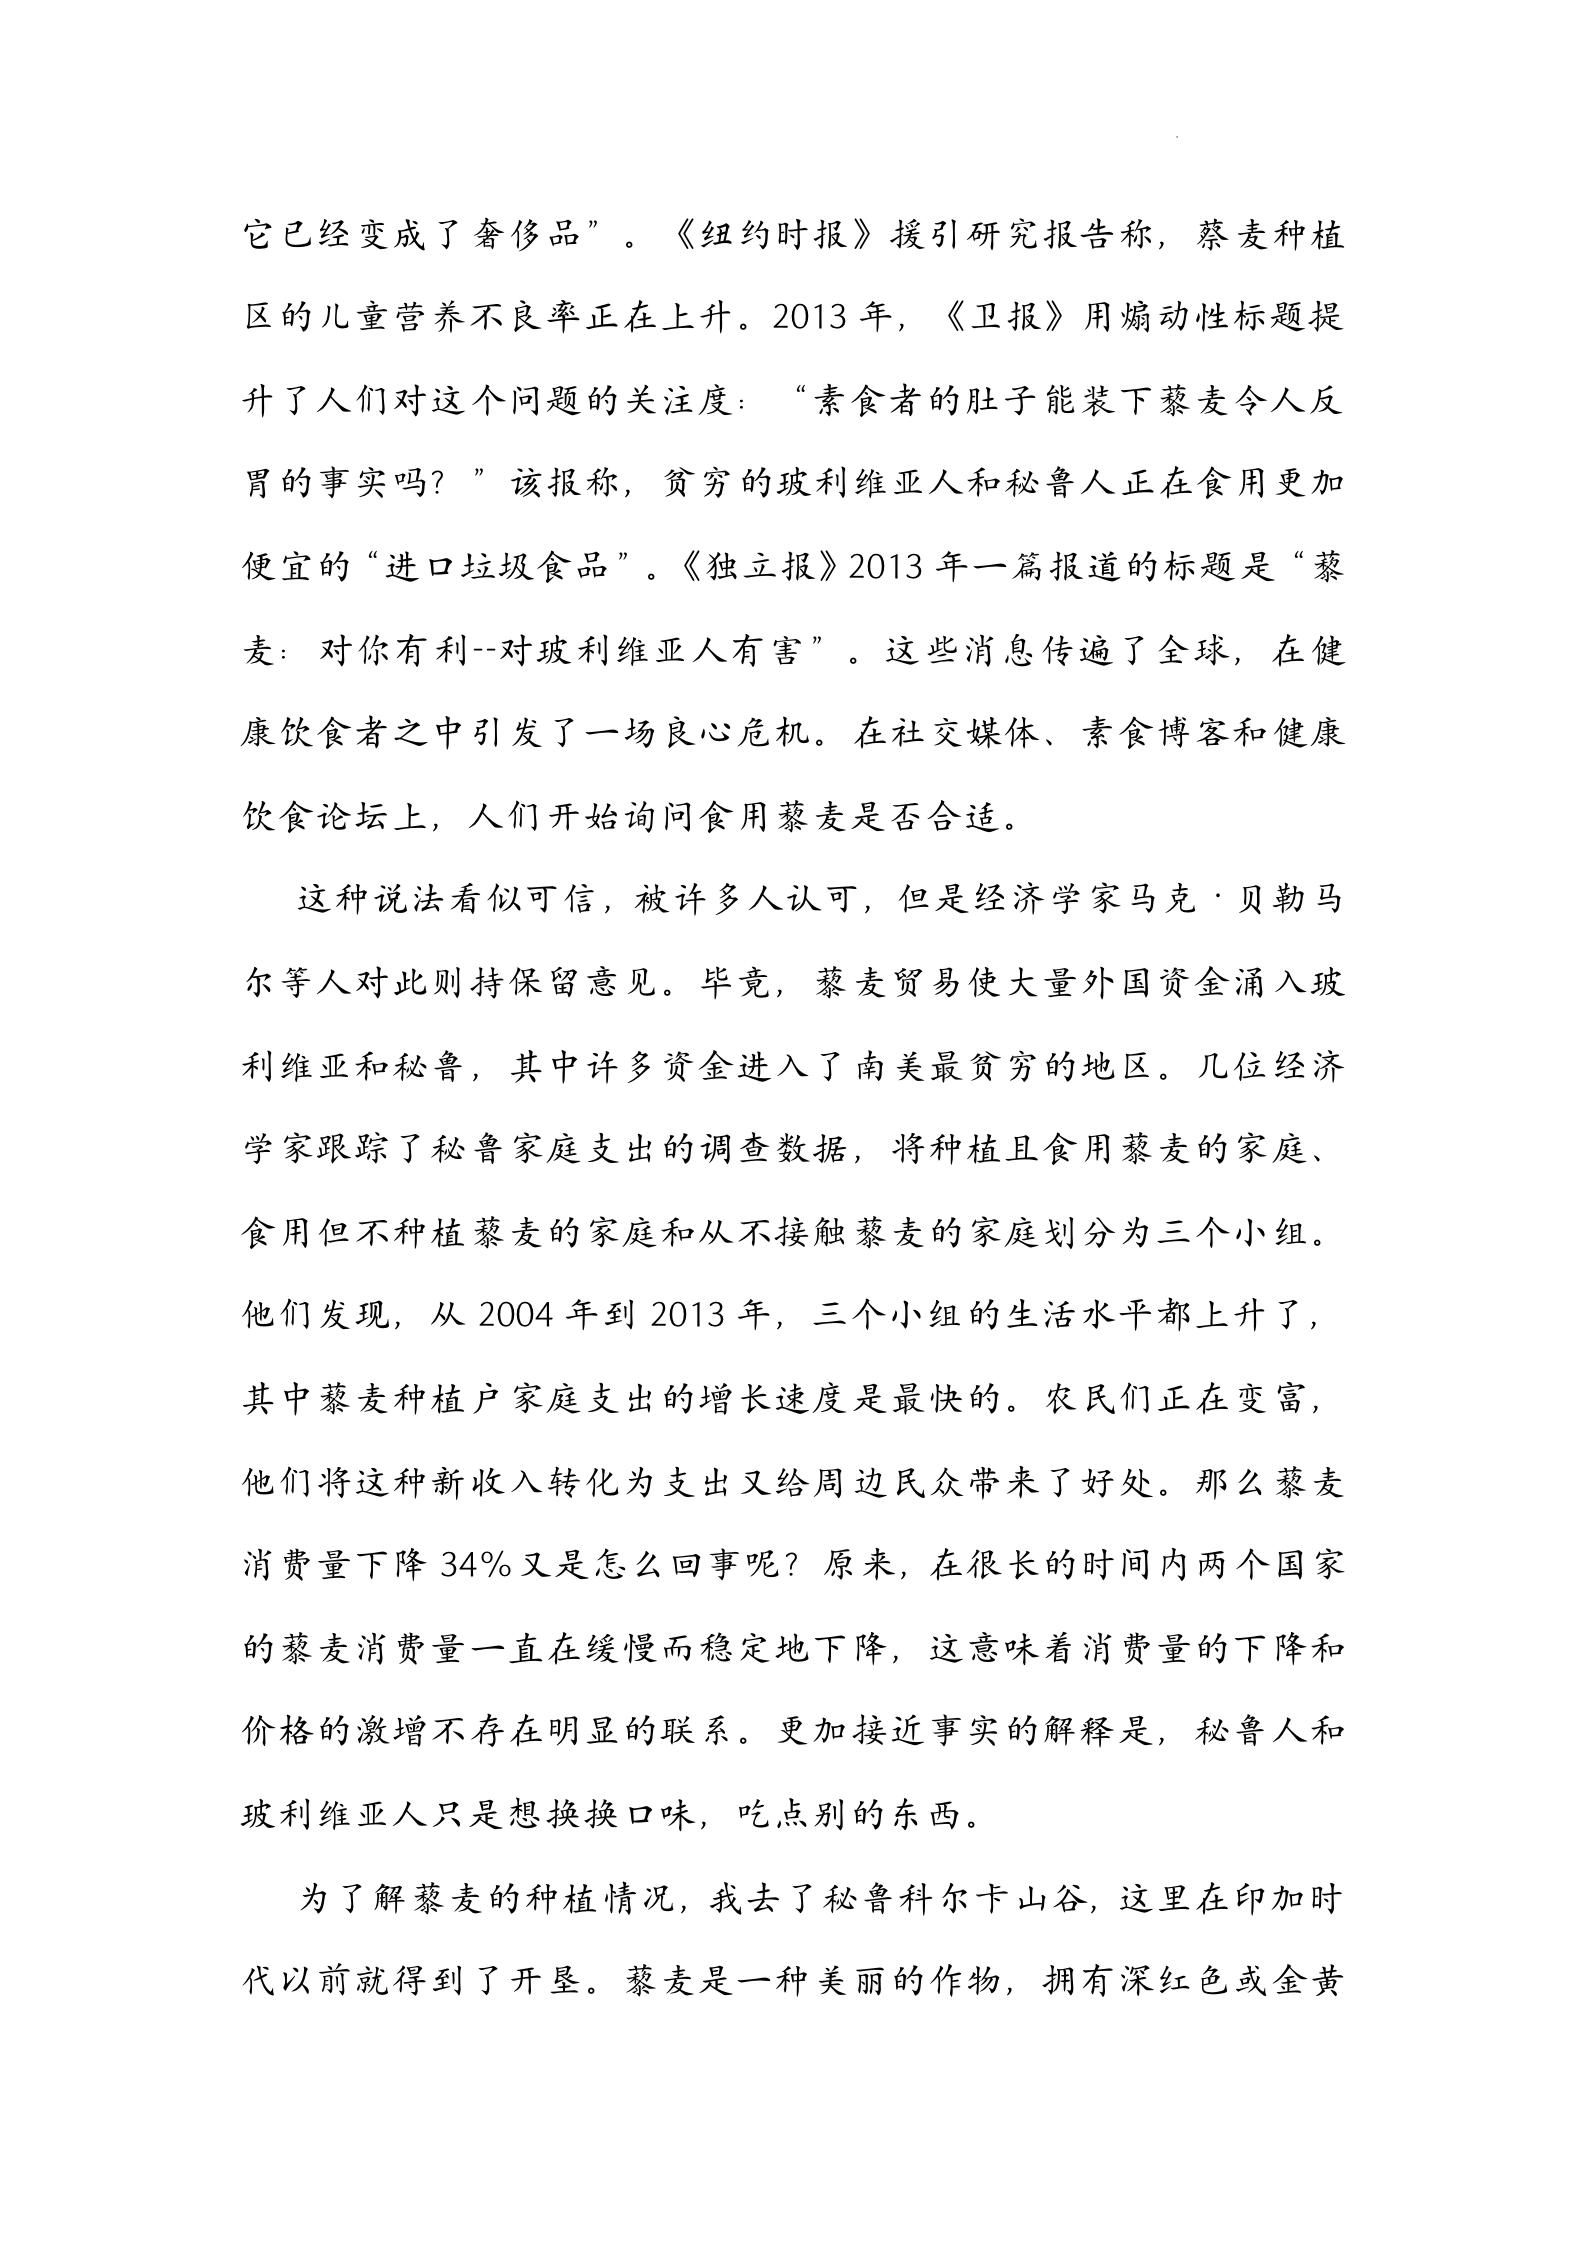 它已经变成了奢侈品”。《纽约时报》援引研究报告称，蔡麦种植
区的儿童营养不良率正在上升。2013 年，《卫报》用煽动性标题提
升了人们对这个问题的关注度：“素食者的肚子能装下藜麦令人反
胃的事实吗？”该报称，贫穷的玻利维亚人和秘鲁人正在食用更加
便宜的“进口垃圾食品”。《独立报》2013 年一篇报道的标题是“藜
麦：对你有利--对玻利维亚人有害”。这些消息传遍了全球，在健
康饮食者之中引发了一场良心危机。在社交媒体、素食博客和健康
饮食论坛上，人们开始询问食用藜麦是否合适。
这种说法看似可信，被许多人认可，但是经济学家马克·贝勒马
尔等人对此则持保留意见。毕竟，藜麦贸易使大量外国资金涌入玻
利维亚和秘鲁，其中许多资金进入了南美最贫穷的地区。几位经济
学家跟踪了秘鲁家庭支出的调查数据，将种植且食用藜麦的家庭、
食用但不种植藜麦的家庭和从不接触藜麦的家庭划分为三个小组。
他们发现，从 2004 年到 2013 年，三个小组的生活水平都上升了，
其中藜麦种植户家庭支出的增长速度是最快的。农民们正在变富，
他们将这种新收入转化为支出又给周边民众带来了好处。那么藜麦
消费量下降 34%又是怎么回事呢？原来，在很长的时间内两个国家
的藜麦消费量一直在缓慢而稳定地下降，这意味着消费量的下降和
价格的激增不存在明显的联系。更加接近事实的解释是，秘鲁人和
玻利维亚人只是想换换口味，吃点别的东西。
为了解藜麦的种植情况，我去了秘鲁科尔卡山谷，这里在印加时
代以前就得到了开垦。藜麦是一种美丽的作物，拥有深红色或金黄